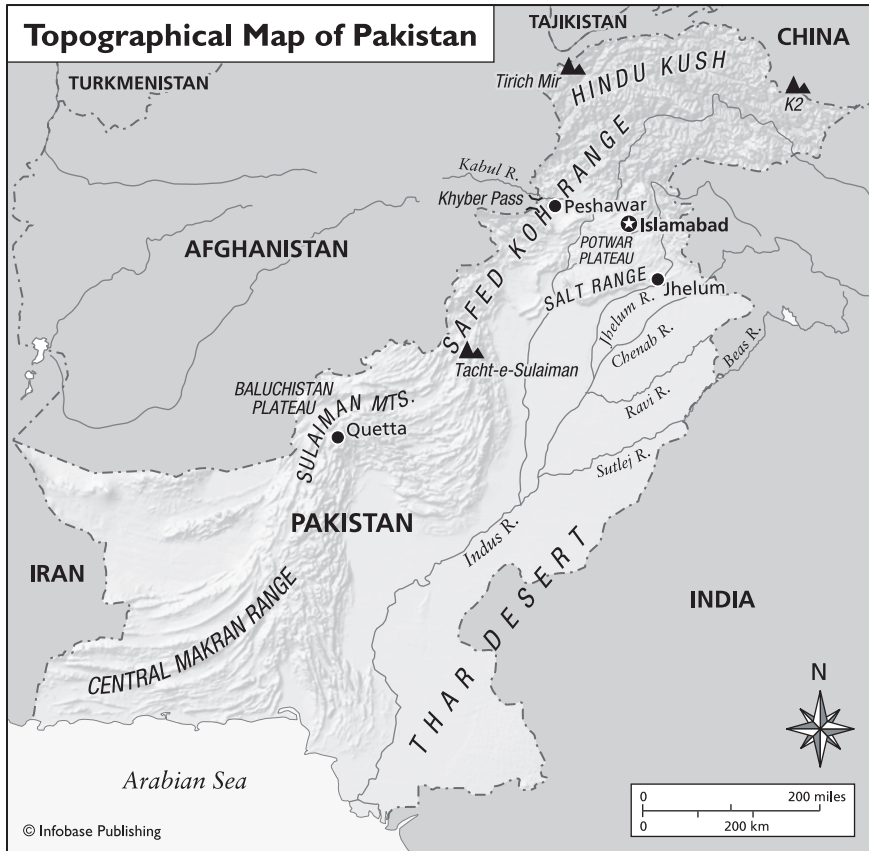 Topographical Map of Pakistan
TAJIKISTAN
CHINA
TURKMENISTAN
Tirich Mir
HINDU KUSH
K2
Kabul R.
Khyber Pass
Peshawar
Islamabad
AFGHANISTAN
POTWAR
PLATEAU
SAFED KOH RANGE
SALT RANGE
Jhelum
Jhelum R.
Chenab R.
Beas R.
Tacht-e-Sulaiman
BALUCHISTAN
PLATEAU
SULAIMAN MTS.
Ravi R.
Quetta
Sutlej R.
PAKISTAN
Indus R.
IRAN
THAR DESERT
INDIA
CENTRAL MAKRAN RANGE
N
Arabian Sea
0 200 miles
0 200 km
© Infobase Publishing